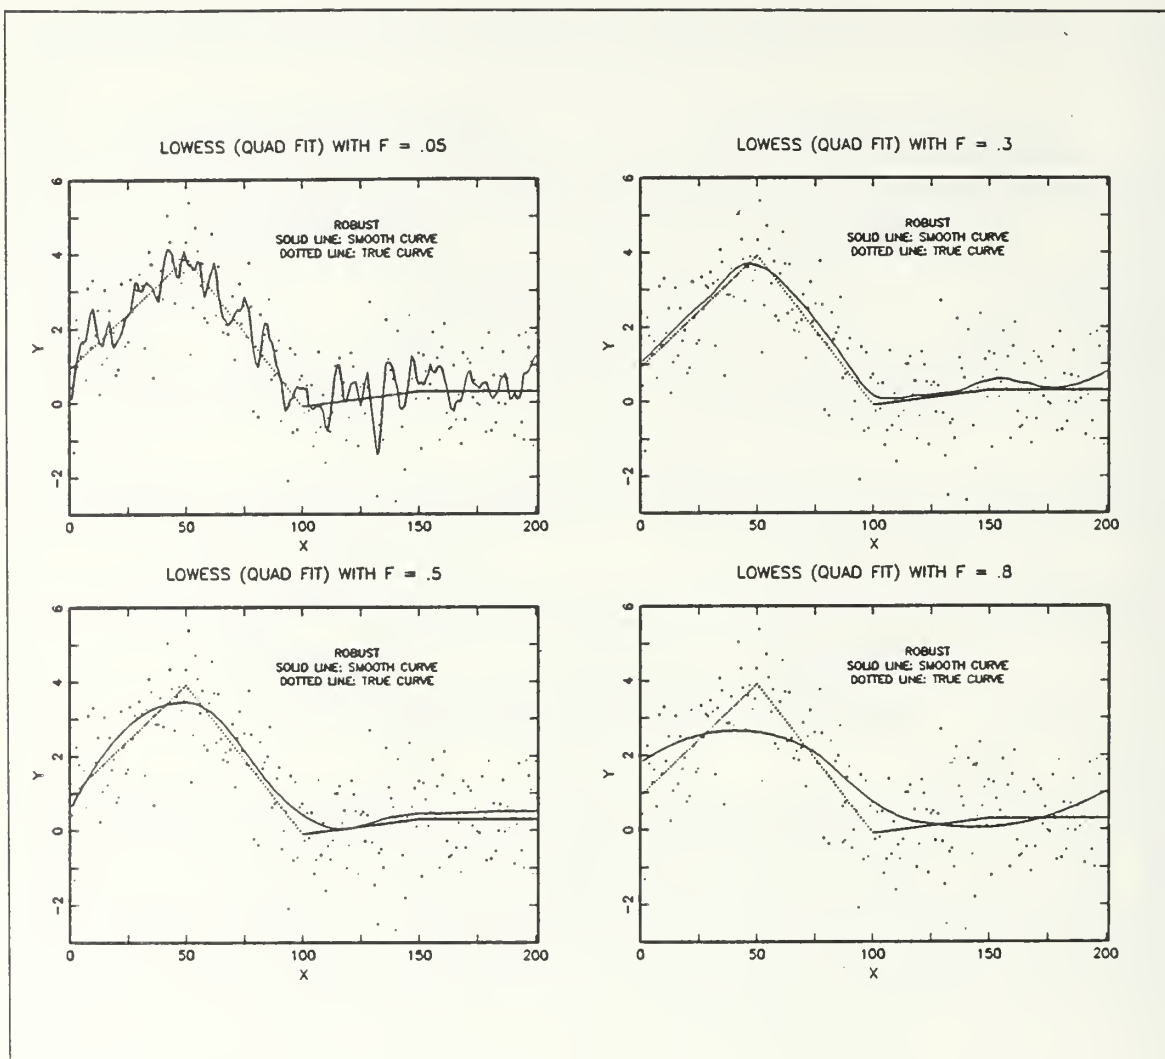 LOWESS (QUAD FIT) WITH F = .05
6
4
2
0
-2
Y
ROBUST
SOLID LINE: SMOOTH CURVE
DOTTED LINE: TRUE CURVE
0 50 100 150 200
X
LOWESS (QUAD FIT) WITH F = .3
6
4
2
0
-2
Y
ROBUST
SOLID LINE: SMOOTH CURVE
DOTTED LINE: TRUE CURVE
0 50 100 150 200
X
LOWESS (QUAD FIT) WITH F = .5
6
4
2
0
-2
Y
ROBUST
SOLID LINE: SMOOTH CURVE
DOTTED LINE: TRUE CURVE
0 50 100 150 200
X
LOWESS (QUAD FIT) WITH F = .8
6
4
2
0
-2
Y
ROBUST
SOLID LINE: SMOOTH CURVE
DOTTED LINE: TRUE CURVE
0 50 100 150 200
X